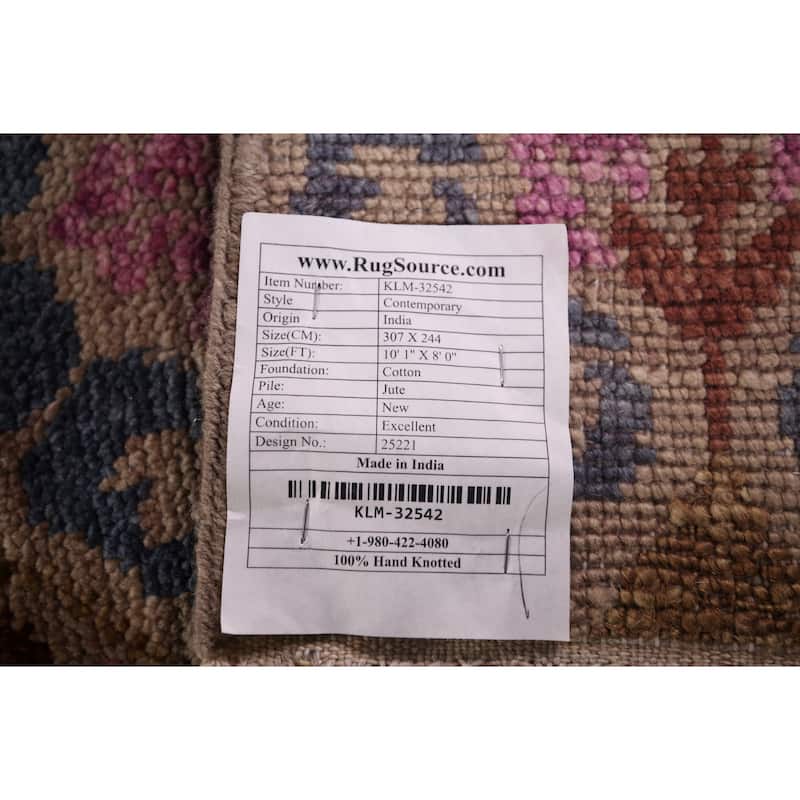 www.RugSource.com
Item Number: KLM-32542
Style Contemporary
Origin India
Size(CM): 307 X 244
Size(FT): 10' 1" X 8' 0"
Foundation: Cotton
Pile: Jute
Age: New
Condition: Excellent
Design No.: 25221
Made in India
KLM-32542
+1-980-422-4080
100% Hand Knotted